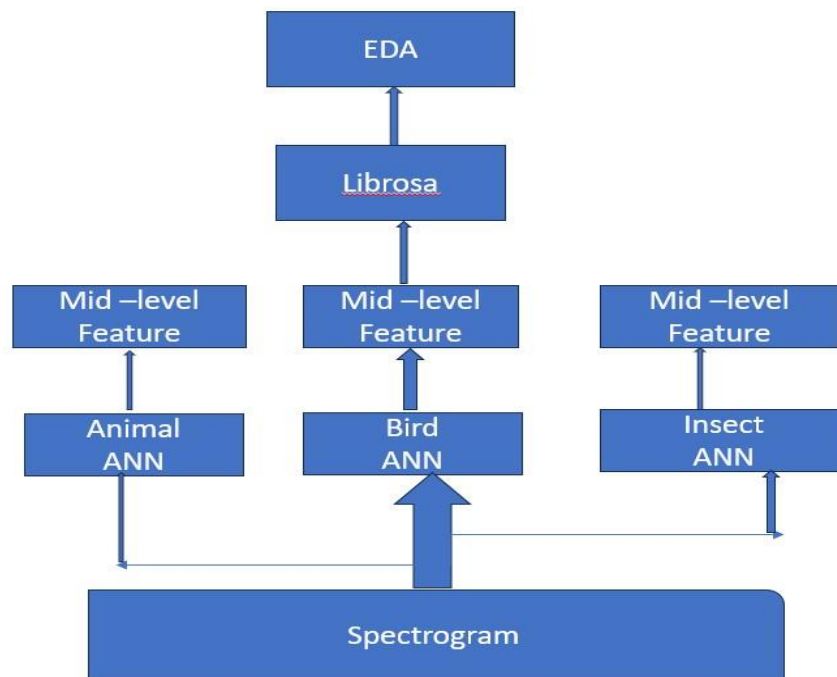 EDA
Librosa
Mid –level
Feature
Mid –level
Feature
Mid –level
Feature
Animal
ANN
Bird
ANN
Insect
ANN
Spectrogram